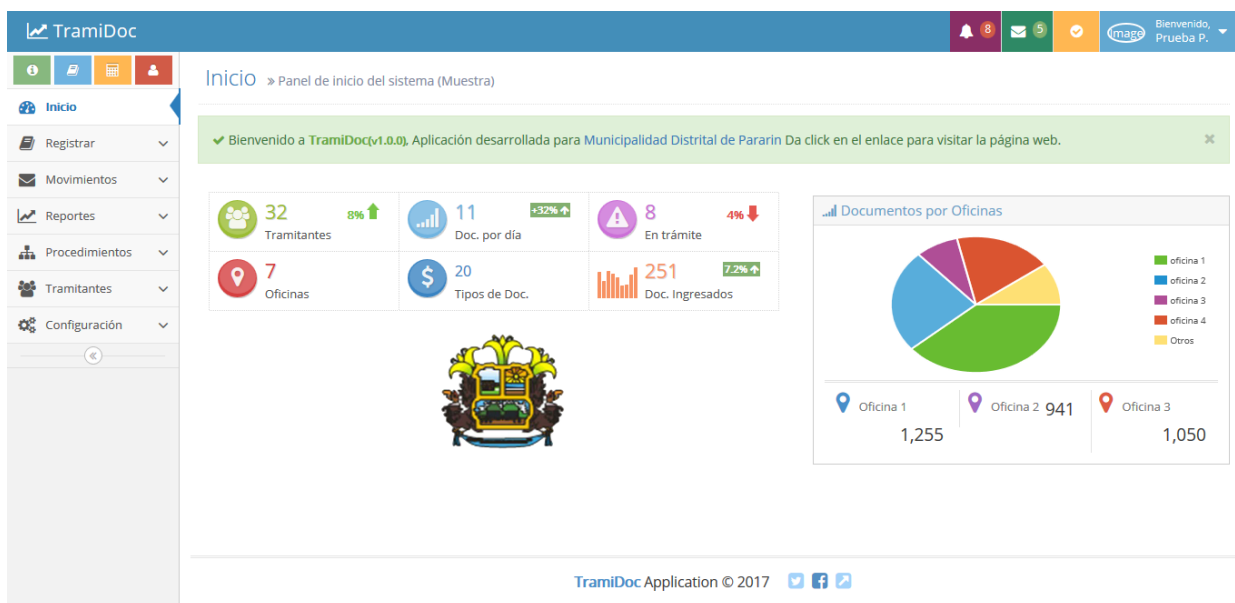 TramiDoc
8
5
Image
Bienvenido,
Prueba P.
Inicio
Registrar
Movimientos
Reportes
Procedimientos
Tramitantes
Configuración
Inicio » Panel de inicio del sistema (Muestra)
Bienvenido a TramiDoc(v1.0.0), Aplicación desarrollada para Municipalidad Distrital de Pararin Da click en el enlace para visitar la página web.
32 8%
Tramitantes
11 +32%
Doc. por día
8 4%
En trámite
7
Oficinas
20
Tipos de Doc.
251 7.2%
Doc. Ingresados
Documentos por Oficinas
oficina 1
oficina 2
oficina 3
oficina 4
Otros
Oficina 1
1,255
Oficina 2 941
Oficina 3
1,050
TramiDoc Application © 2017